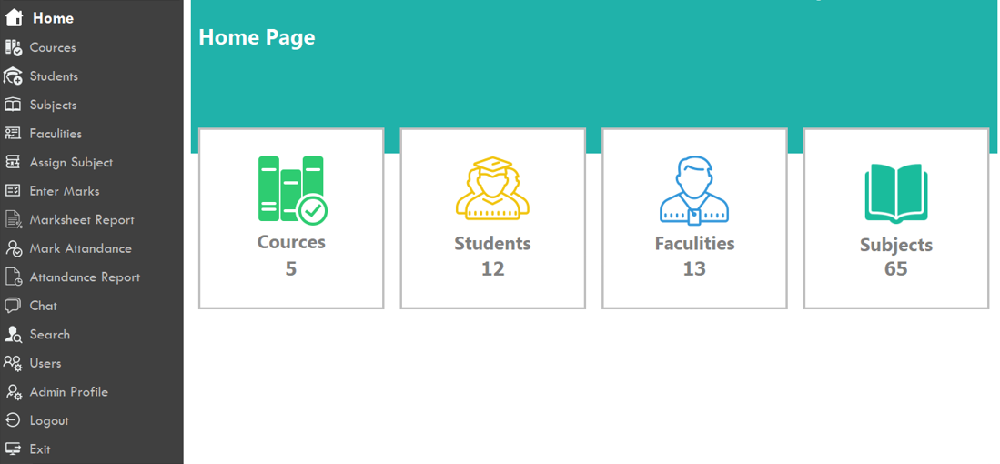 Home
Cources
Students
Subjects
Faculities
Assign Subject
Enter Marks
Marksheet Report
Mark Attandance
Attandance Report
Chat
Search
Users
Admin Profile
Logout
Exit
Home Page
Cources
5
Students
12
Faculities
13
Subjects
65